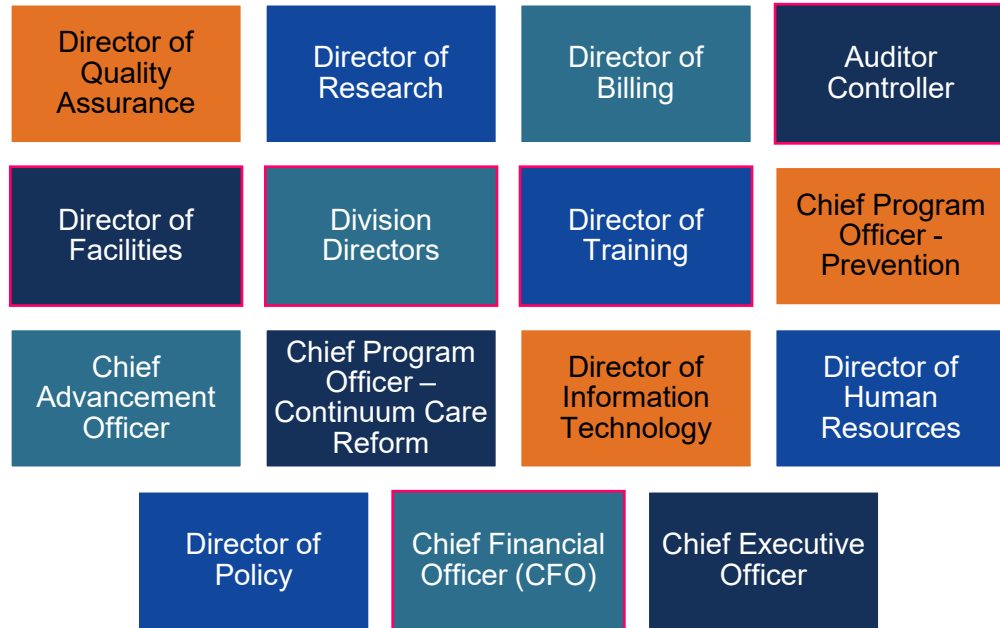 Director of
Quality
Assurance
Director of
Research
Director of
Billing
Auditor
Controller
Director of
Facilities
Division
Directors
Director of
Training
Chief Program
Officer -
Prevention
Chief
Advancement
Officer
Chief Program
Officer –
Continuum Care
Reform
Director of
Information
Technology
Director of
Human
Resources
Director of
Policy
Chief Financial
Officer (CFO)
Chief Executive
Officer